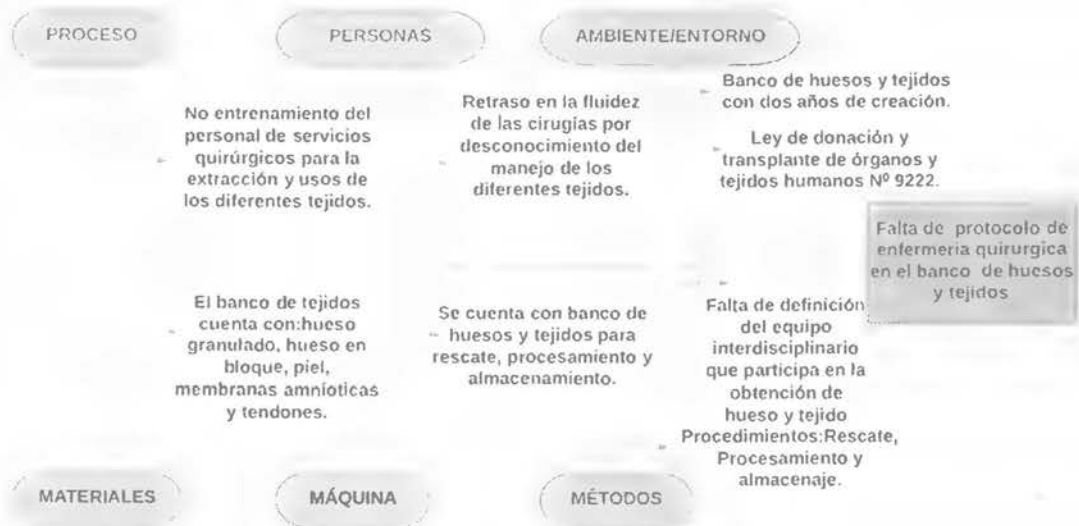 PROCESO
PERSONAS
AMBIENTE/ENTORNO
No entrenamiento del
personal de servicios
quirúrgicos para la
extracción y usos de
los diferentes tejidos.
Retraso en la fluidez
de las cirugías por
desconocimiento del
manejo de los
diferentes tejidos.
Banco de huesos y tejidos
con dos años de creación.
Ley de donación y
transplante de órganos y
tejidos humanos Nº 9222.
Falta de protocolo de
enfermeria quirurgica
en el banco de huesos
y tejidos
El banco de tejidos
cuenta con:hueso
granulado, hueso en
bloque, piel,
membranas amnióticas
y tendones.
Se cuenta con banco de
huesos y tejidos para
rescate, procesamiento y
almacenamiento.
Falta de definición
del equipo
interdisciplinario
que participa en la
obtención de
hueso y tejido
Procedimientos:Rescate,
Procesamiento y
almacenaje.
MATERIALES
MÁQUINA
MÉTODOS